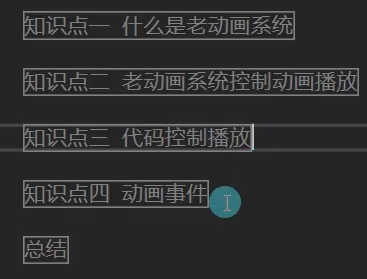 知识点一 什么是老动画系统
知识点二 老动画系统控制动画播放
知识点三 代码控制播放
知识点四 动画事件
总结